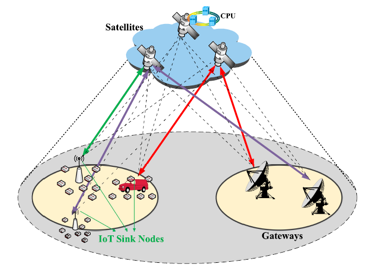 CPU
Satellites
IoT Sink Nodes
Gateways